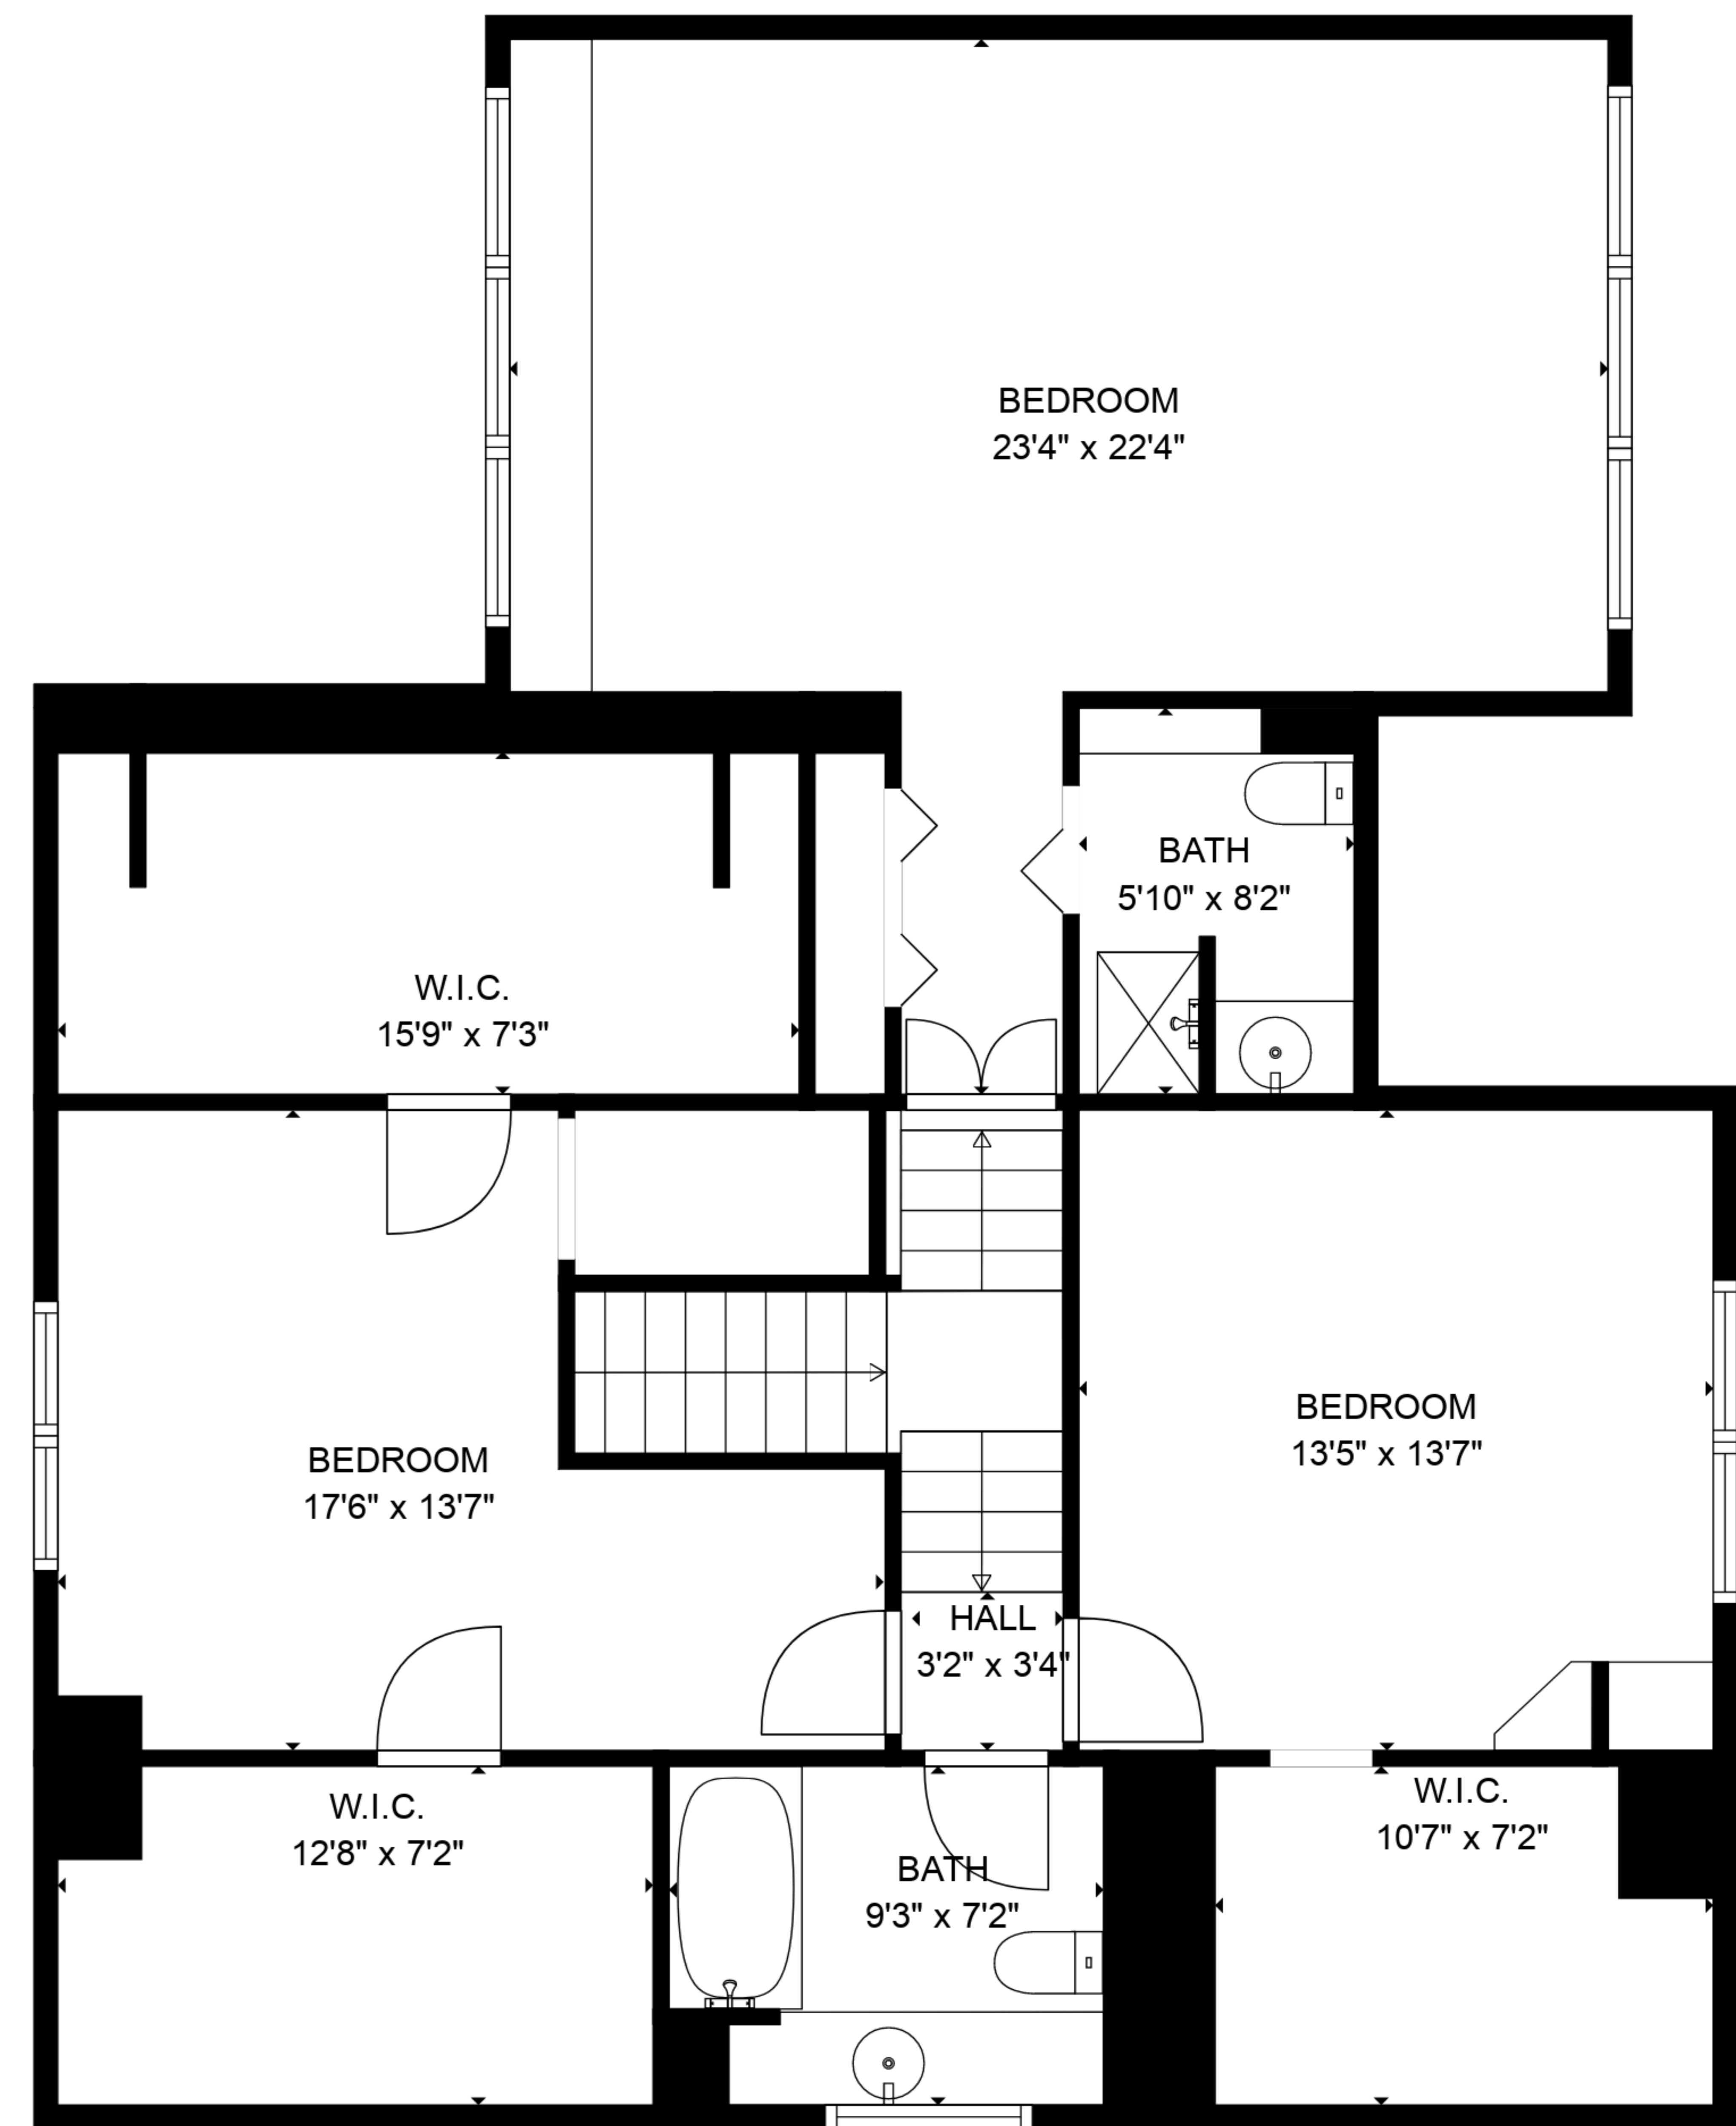 BEDROOM
23'4" x 22'4"
BATH
5'10" x 8'2"
W.I.C.
15'9" x 7'3"
BEDROOM
13'5" x 13'7"
BEDROOM
17'6" x 13'7"
HALL
3'2" x 3'4"
W.I.C.
12'8" x 7'2"
BATH
9'3" x 7'2"
W.I.C.
10'7" x 7'2"